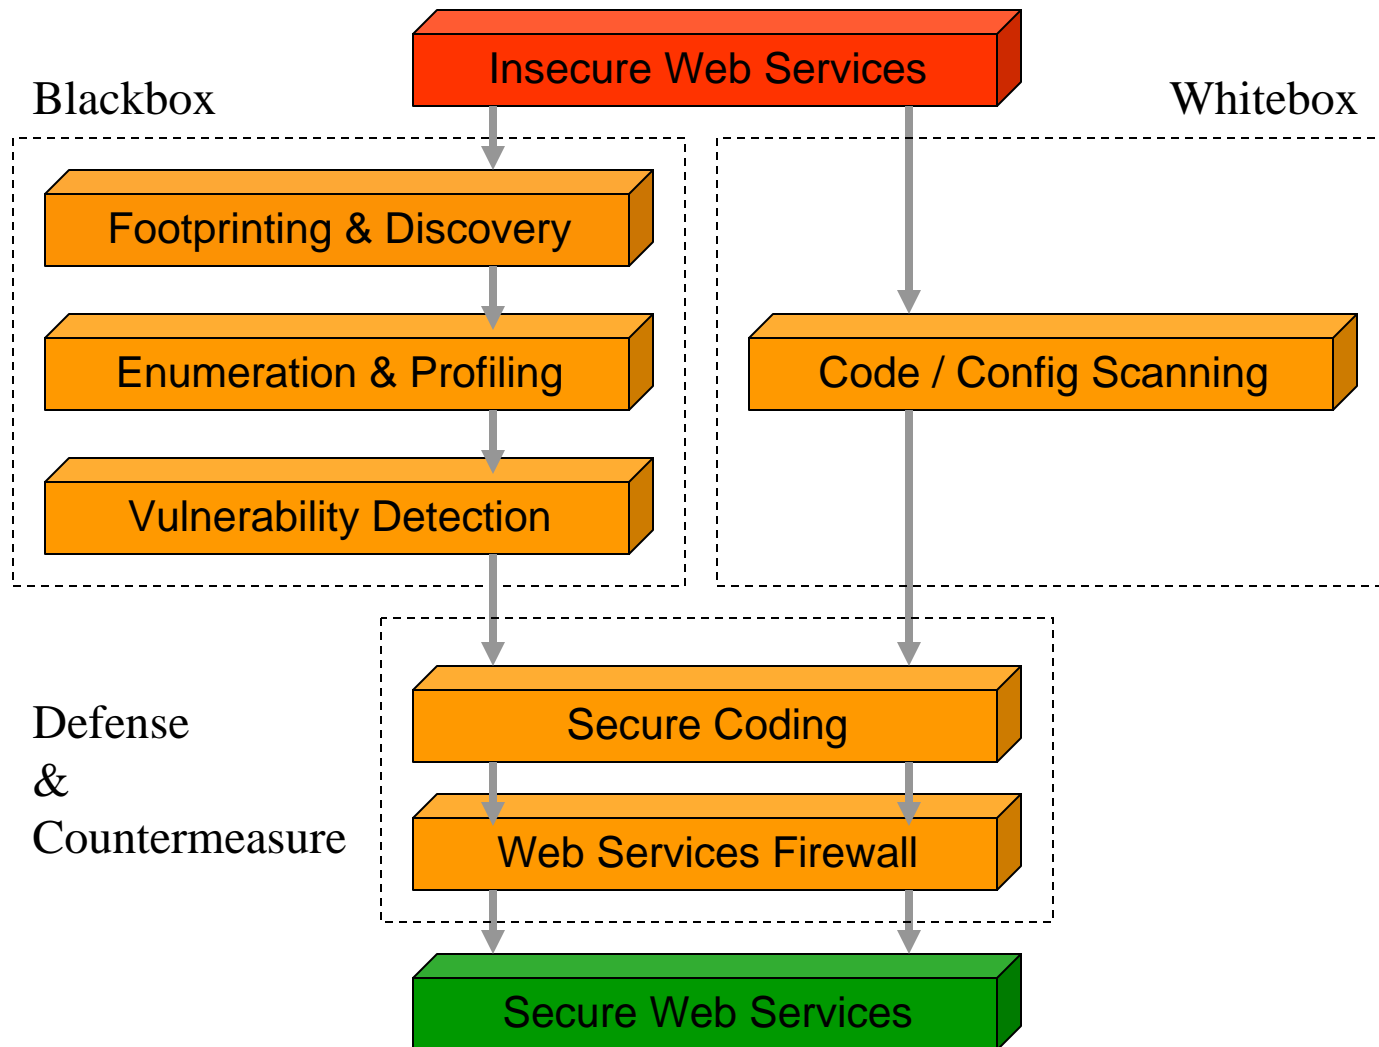 Insecure Web Services
Blackbox
Whitebox
Footprinting & Discovery
Enumeration & Profiling
Code / Config Scanning
Vulnerability Detection
Defense
&
Countermeasure
Secure Coding
Web Services Firewall
Secure Web Services